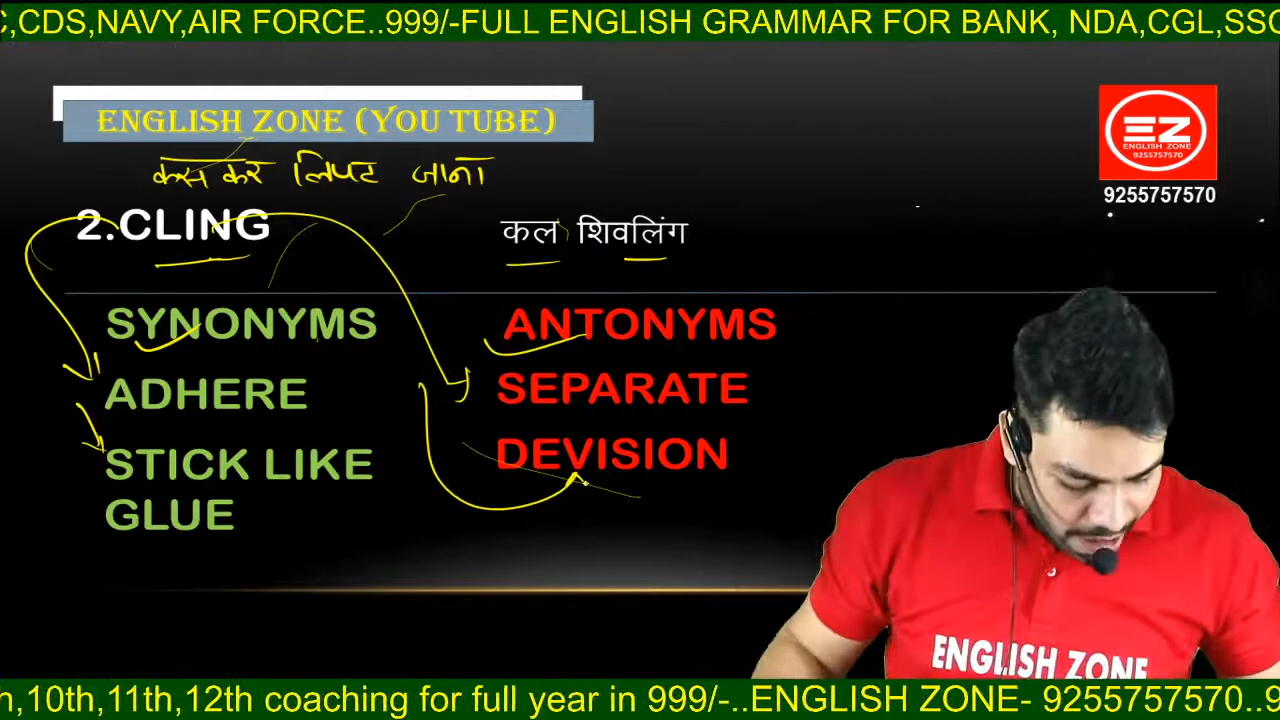 C,CDS,NAVY,AIR FORCE..999/-FULL ENGLISH GRAMMAR FOR BANK, NDA,CGL,SSC
ENGLISH ZONE (YOU TUBE)
EZ
ENGLISH ZONE
9255757570
9255757570
कस कर लिपट जाना
2.CLING
कल शिवलिंग
SYNONYMS
ADHERE
STICK LIKE
GLUE
ANTONYMS
SEPARATE
DEVISION
ENGLISH ZONE
h,10th,11th,12th coaching for full year in 999/-..ENGLISH ZONE- 9255757570..9